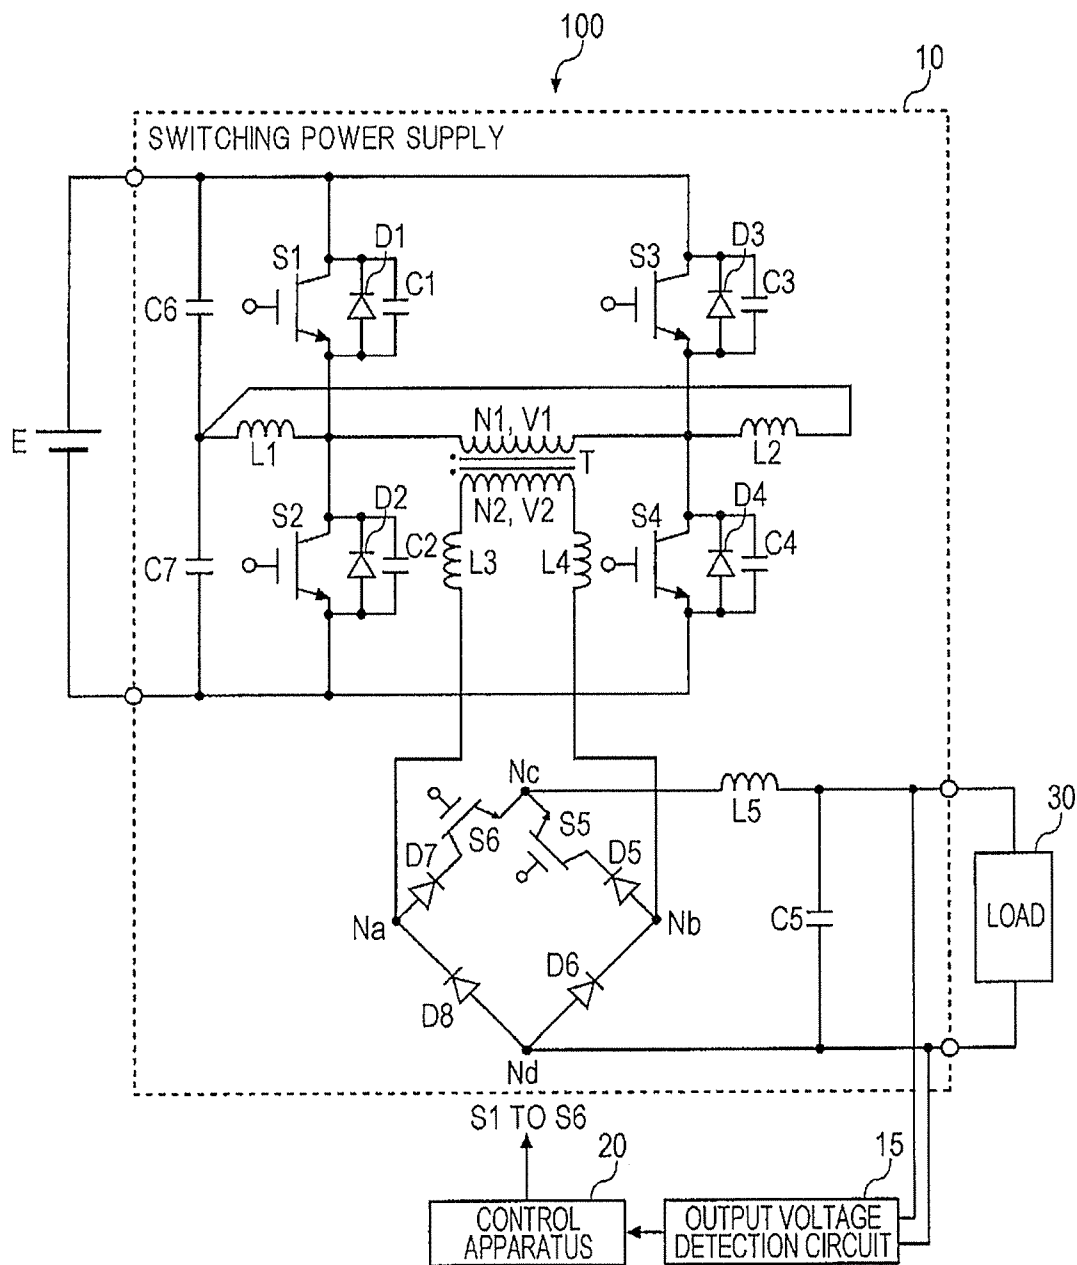 100
10
SWITCHING POWER SUPPLY
D1
D3
S1
S3
C1
C3
C6
E
L1
N1, V1
T
L2
N2, V2
D2
D4
S2
S4
C2
C4
C7
L3
L4
Nc
L5
30
S6
S5
D7
D5
LOAD
C5
Na
Nb
D6
D8
Nd
S1 TO S6
20
15
CONTROL
APPARATUS
OUTPUT VOLTAGE
DETECTION CIRCUIT